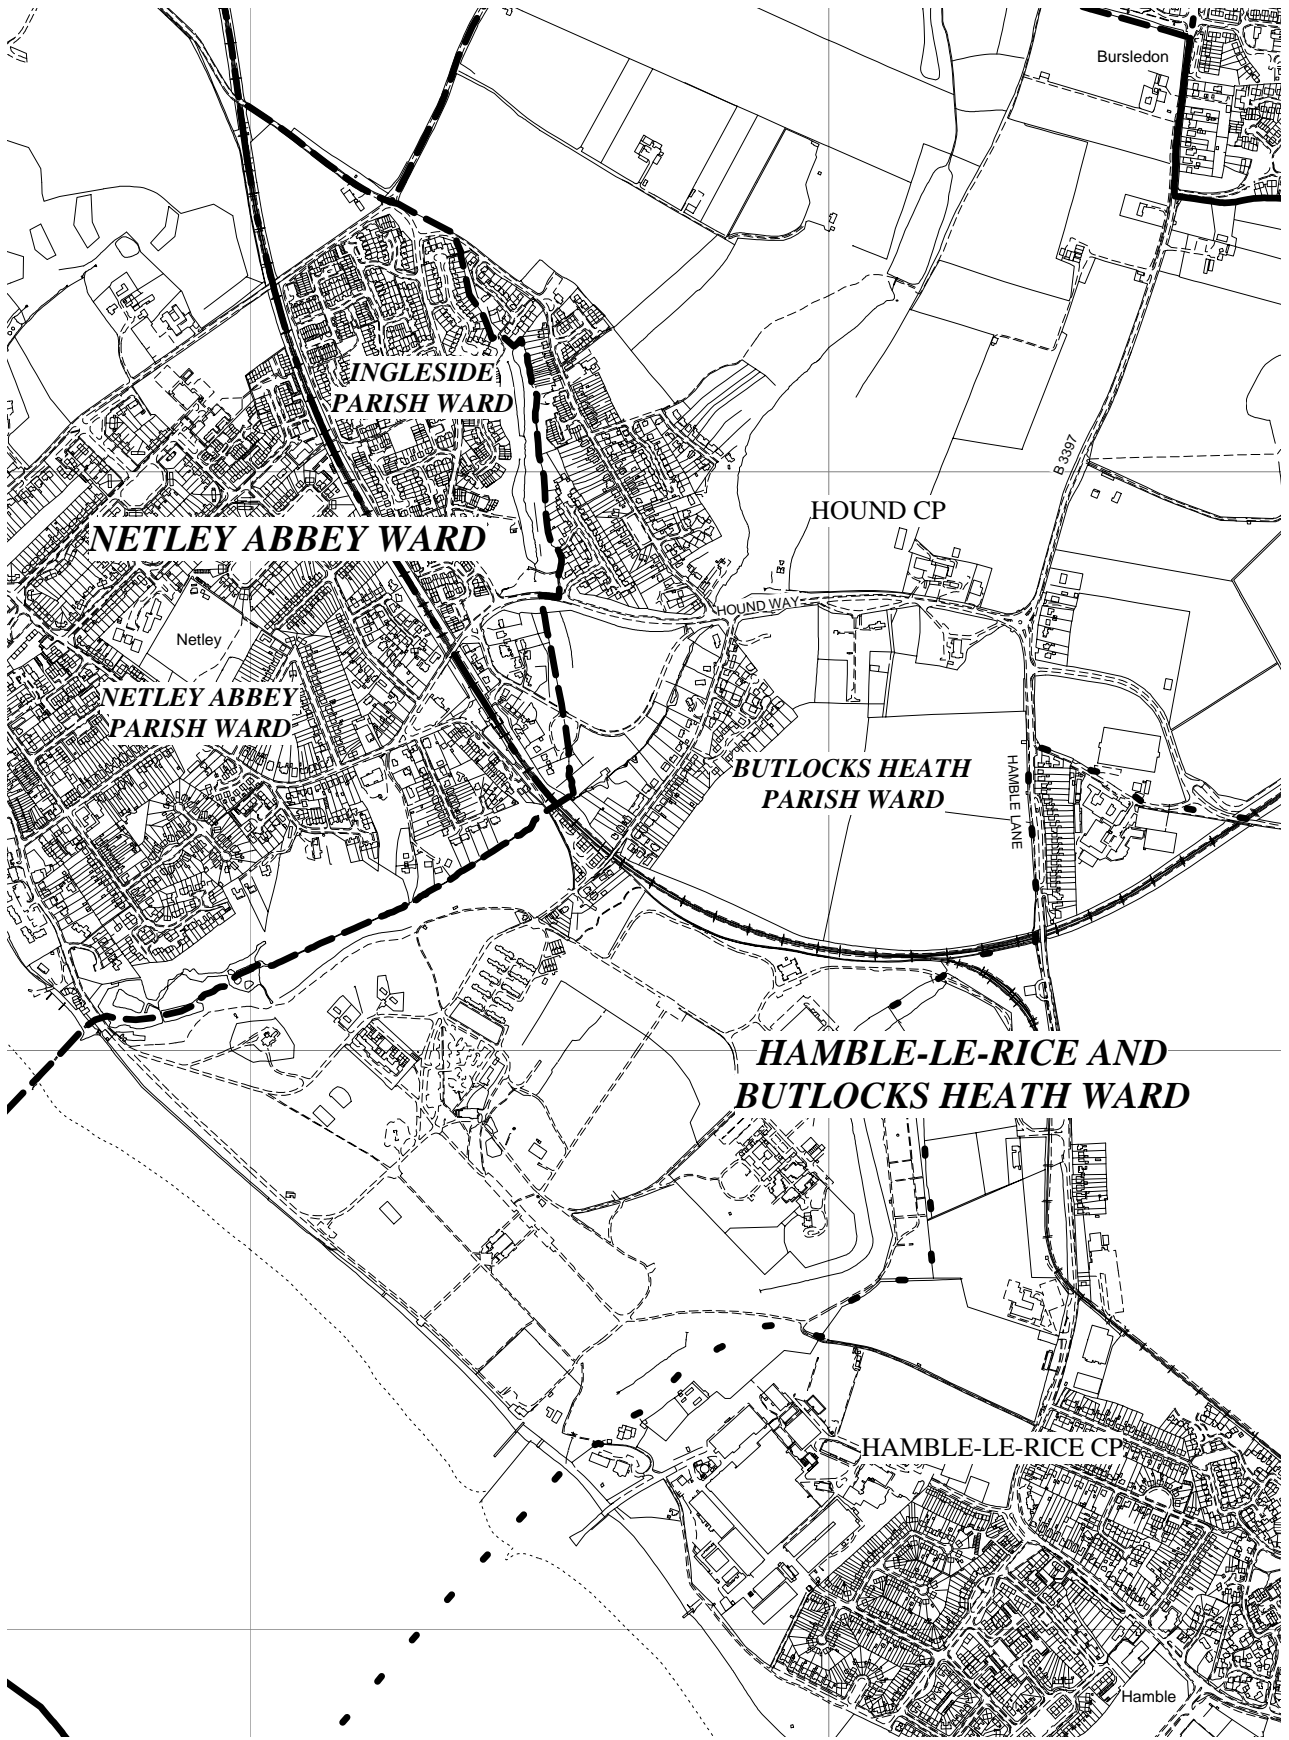 Bursledon
INGLESIDE
PARISH WARD
B 3397
HOUND CP
NETLEY ABBEY WARD
HOUND WAY
Netley
NETLEY ABBEY
PARISH WARD
BUTLOCKS HEATH
PARISH WARD
HAMBLE LANE
HAMBLE-LE-RICE AND
BUTLOCKS HEATH WARD
HAMBLE-LE-RICE CP
Hamble